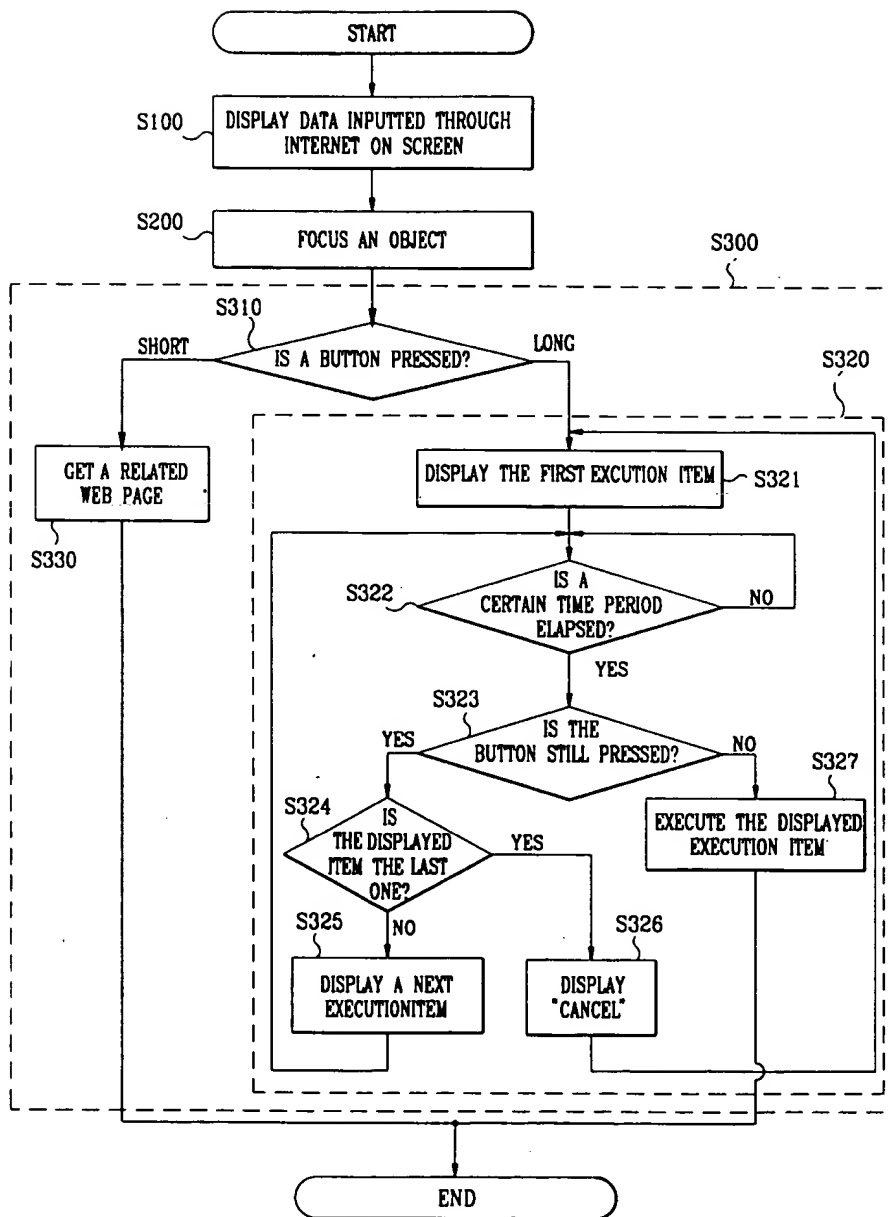 START
S100
DISPLAY DATA INPUTTED THROUGH
INTERNET ON SCREEN
S200
FOCUS AN OBJECT
S300
S310
SHORT
IS A BUTTON PRESSED?
LONG
S320
GET A RELATED
WEB PAGE
S330
DISPLAY THE FIRST EXCUTION ITEM
S321
S322
IS A
CERTAIN TIME PERIOD
ELAPSED?
NO
YES
S323
YES
IS THE
BUTTON STILL PRESSED?
NO
S327
EXECUTE THE DISPLAYED
EXECUTION ITEM
S324
IS
THE DISPLAYED
ITEM THE LAST
ONE?
YES
NO
S325
DISPLAY A NEXT
EXECUTIONITEM
S326
DISPLAY
"CANCEL"
END